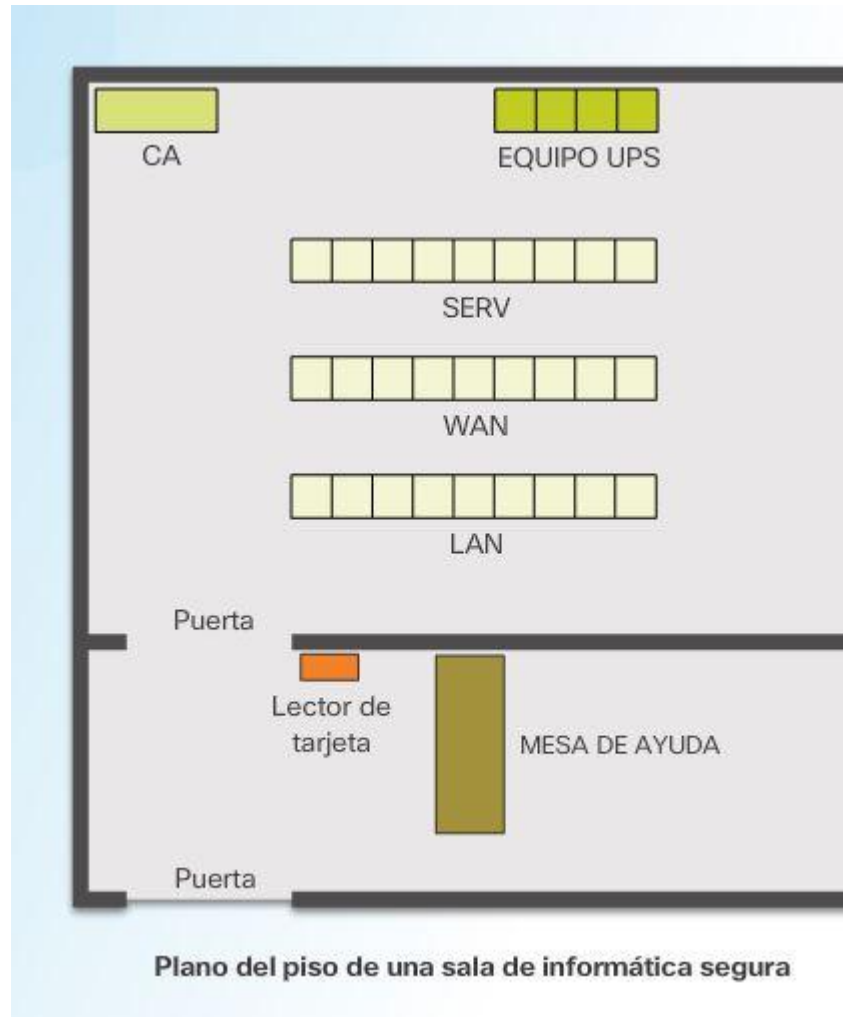 CA
EQUIPO UPS
SERV
WAN
LAN
Puerta
Lector de
tarjeta
MESA DE AYUDA
Puerta
Plano del piso de una sala de informática segura